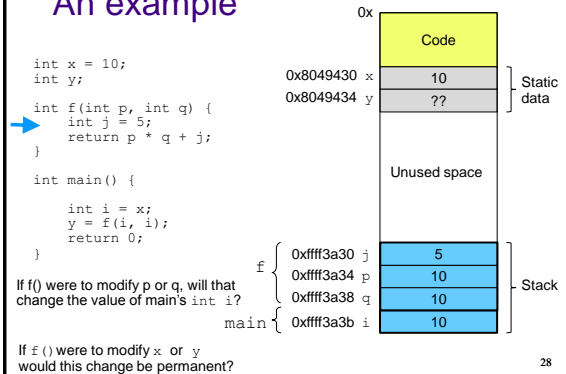 An example
int x = 10;
int y;
int f(int p, int q) {
int j = 5;
return p * q + j;
}
int main() {
int i = x;
y = f(i, i);
return 0;
}
If f() were to modify p or q, will that
change the value of main's int i?
If f() were to modify x or y
would this change be permanent?
0x
Code
0x8049430 x 10
0x8049434 y ??
Static
data
Unused space
f
0xffff3a30 j 5
0xffff3a34 p 10
0xffff3a38 q 10
main
0xffff3a3b i 10
Stack
28